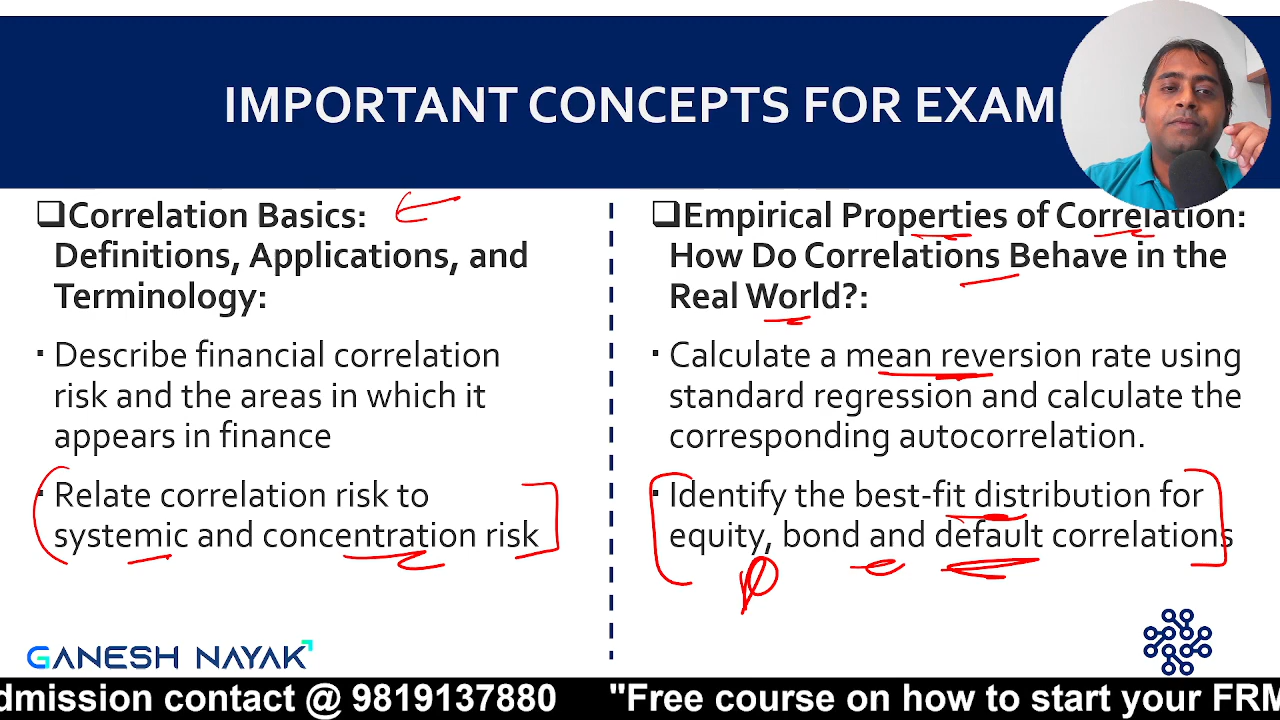 IMPORTANT CONCEPTS FOR EXAM
❑Correlation Basics:
Definitions, Applications, and
Terminology:
▪ Describe financial correlation
risk and the areas in which it
appears in finance
▪ Relate correlation risk to
systemic and concentration risk
❑Empirical Properties of Correlation:
How Do Correlations Behave in the
Real World?:
▪ Calculate a mean reversion rate using
standard regression and calculate the
corresponding autocorrelation.
▪ Identify the best-fit distribution for
equity, bond and default correlations
GANESH NAYAK
dmission contact @ 9819137880 "Free course on how to start your FRM